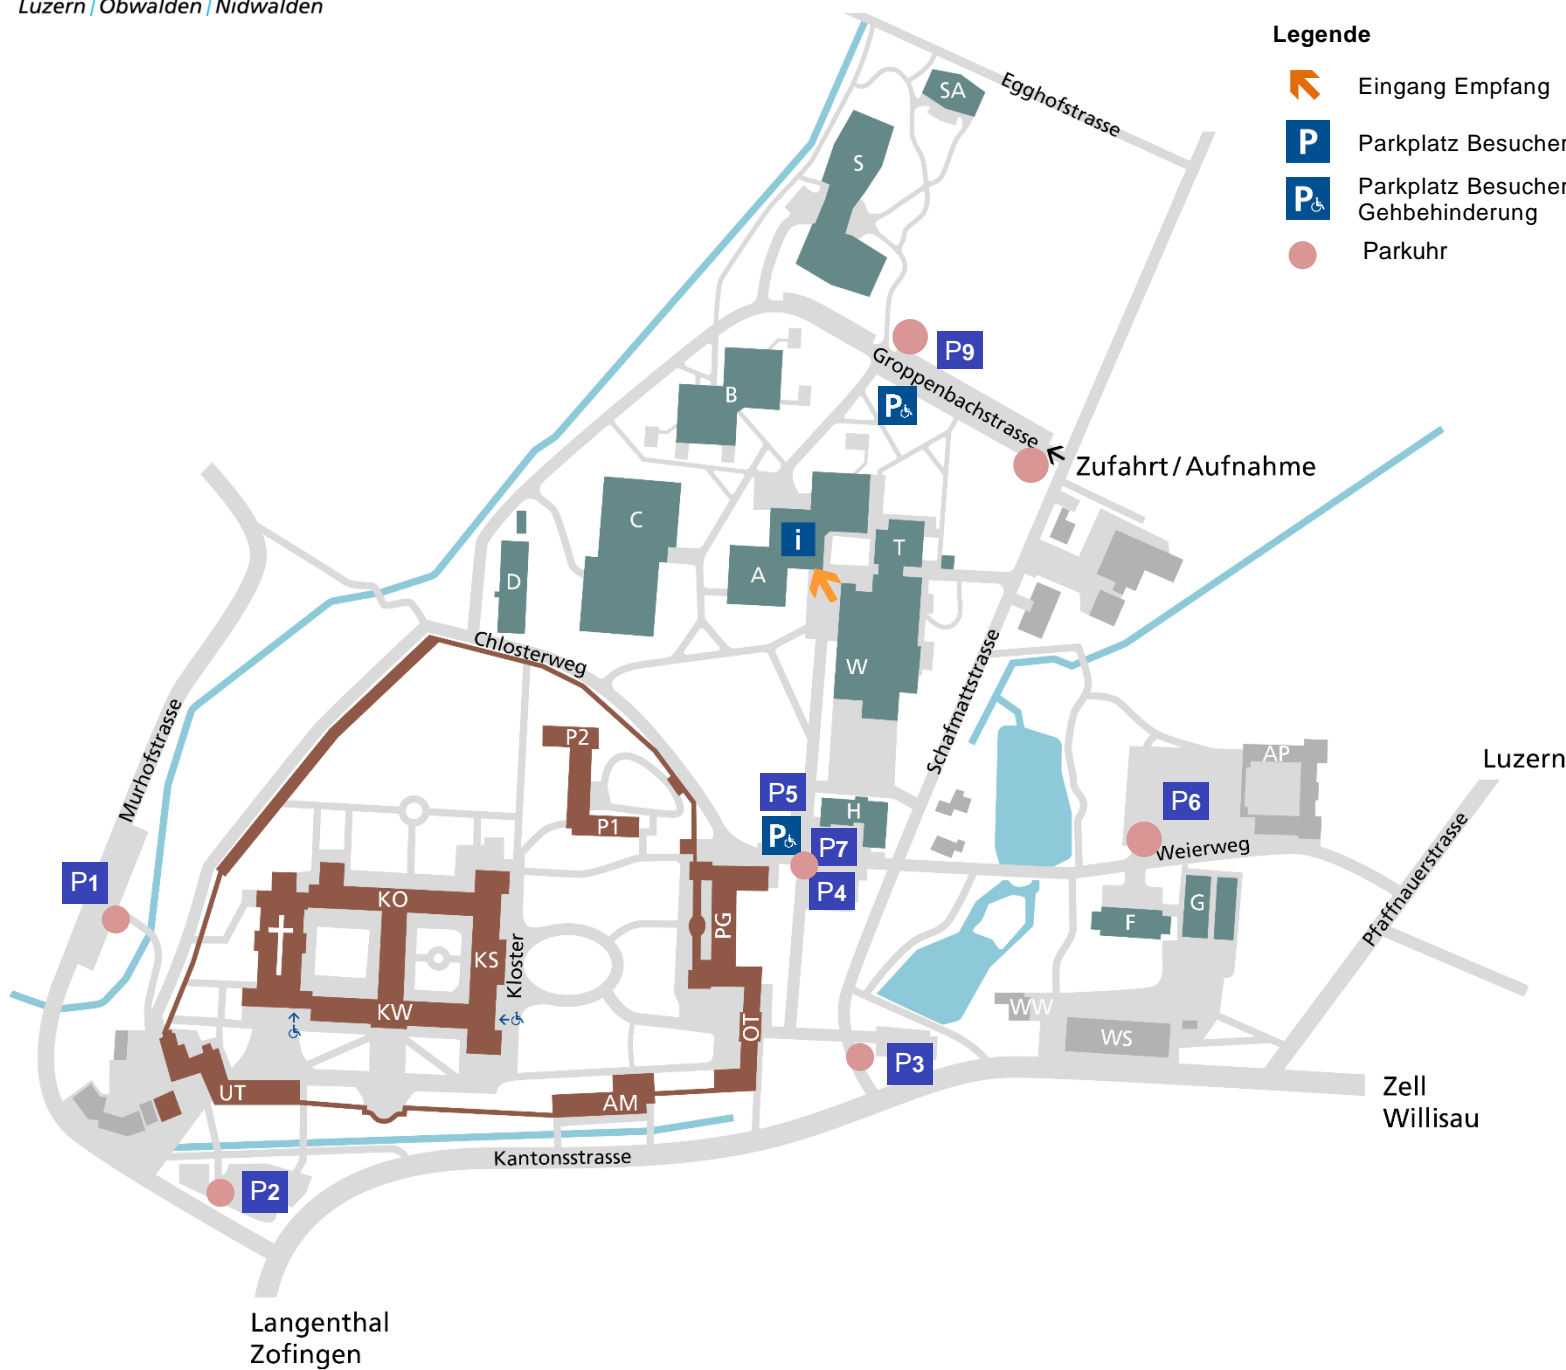 Luzern | Obwalden | Nidwalden
Legende
Eingang Empfang
P Parkplatz Besucher
P Parkplatz Besucher
Gehbehinderung
Parkuhr
Egghofstrasse
SA
S
P9
Groppenbachstrasse
P
B
Zufahrt / Aufnahme
C
i
T
A
D
Chlosterweg
W
Schafmattstrasse
Murhofstrasse
P2
P1
P5
H
P
P7
P4
AP
P6
Weierweg
Luzern
Pfaffnauerstrasse
P1
KO
PG
G
F
KS
Kloster
KW
OT
WW
WS
P3
UT
AM
Zell
Willisau
Kantonsstrasse
P2
Langenthal
Zofingen